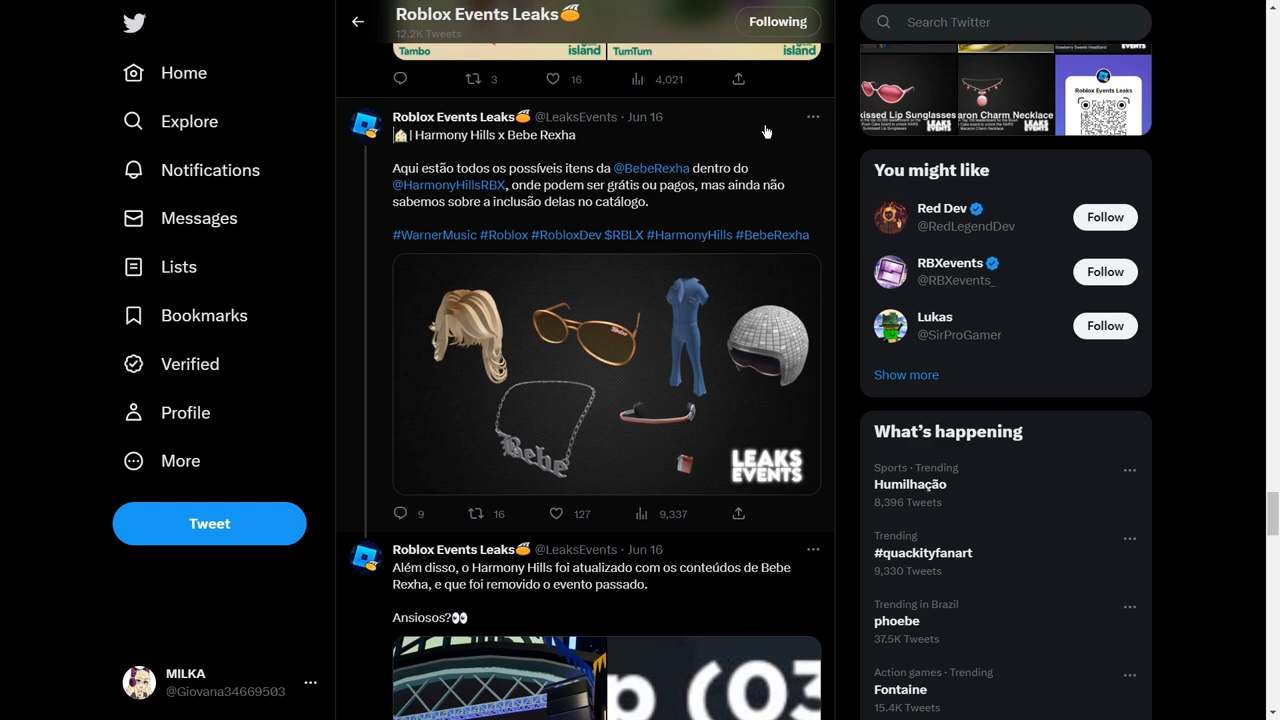 Home
Explore
Notifications
Messages
Lists
Bookmarks
Verified
Profile
More
Tweet
MILKA
@Giovana34669503
Roblox Events Leaks
12.2K Tweets
Following
Tambo
island
TumTum
island
3
16
4,021
Roblox Events Leaks @LeaksEvents · Jun 16
| Harmony Hills x Bebe Rexha
Aqui estão todos os possíveis itens da @BebeRexha dentro do
@HarmonyHillsRBX, onde podem ser grátis ou pagos, mas ainda não
sabemos sobre a inclusão delas no catálogo.
#WarnerMusic #Roblox #RobloxDev $RBLX #HarmonyHills #BebeRexha
Bebe
LEAKS
EVENTS
9
16
127
9,337
Roblox Events Leaks @LeaksEvents · Jun 16
Além disso, o Harmony Hills foi atualizado com os conteúdos de Bebe
Rexha, e que foi removido o evento passado.
Ansiosos?
p (03
Search Twitter
EVENTS
issed Lip Sunglasses
LEAKS
EVENTS
aron Charm Necklace
LEAKS
EVENTS
Roblox Events Leaks
You might like
Red Dev
@RedLegendDev
Follow
RBXevents
@RBXevents_
Follow
Lukas
@SirProGamer
Follow
Show more
What's happening
Sports · Trending
Humilhação
8,396 Tweets
Trending
#quackityfanart
9,330 Tweets
Trending in Brazil
phoebe
37.5K Tweets
Action games · Trending
Fontaine
15.4K Tweets